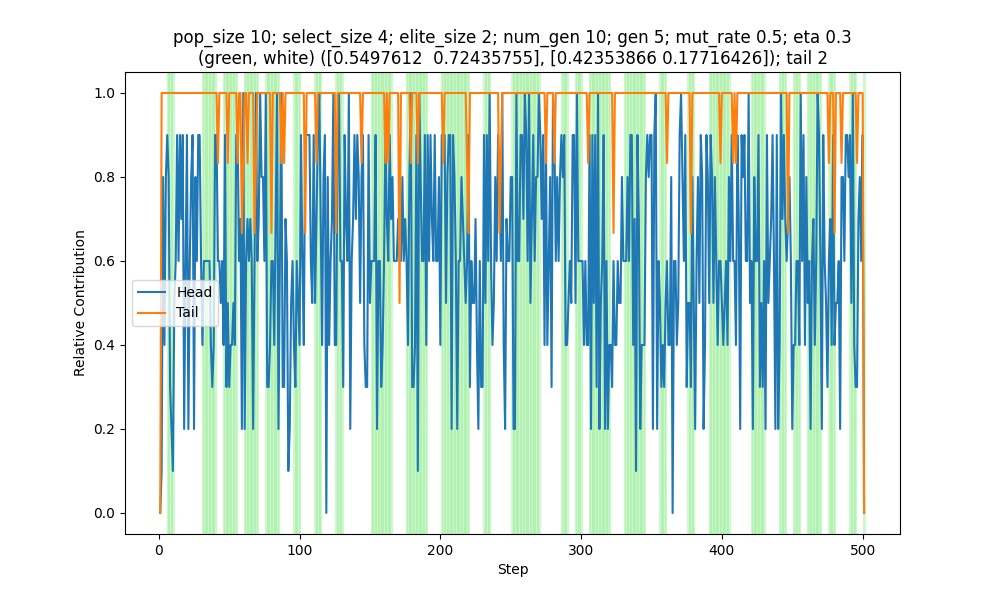 pop_size 10; select_size 4; elite_size 2; num_gen 10; gen 5; mut_rate 0.5; eta 0.3
(green, white) ([0.5497612  0.72435755], [0.42353866 0.17716426]); tail 2
1.0
0.8
0.6
0.4
0.2
0.0
Relative Contribution
Head
Tail
0
100
200
300
400
500
Step